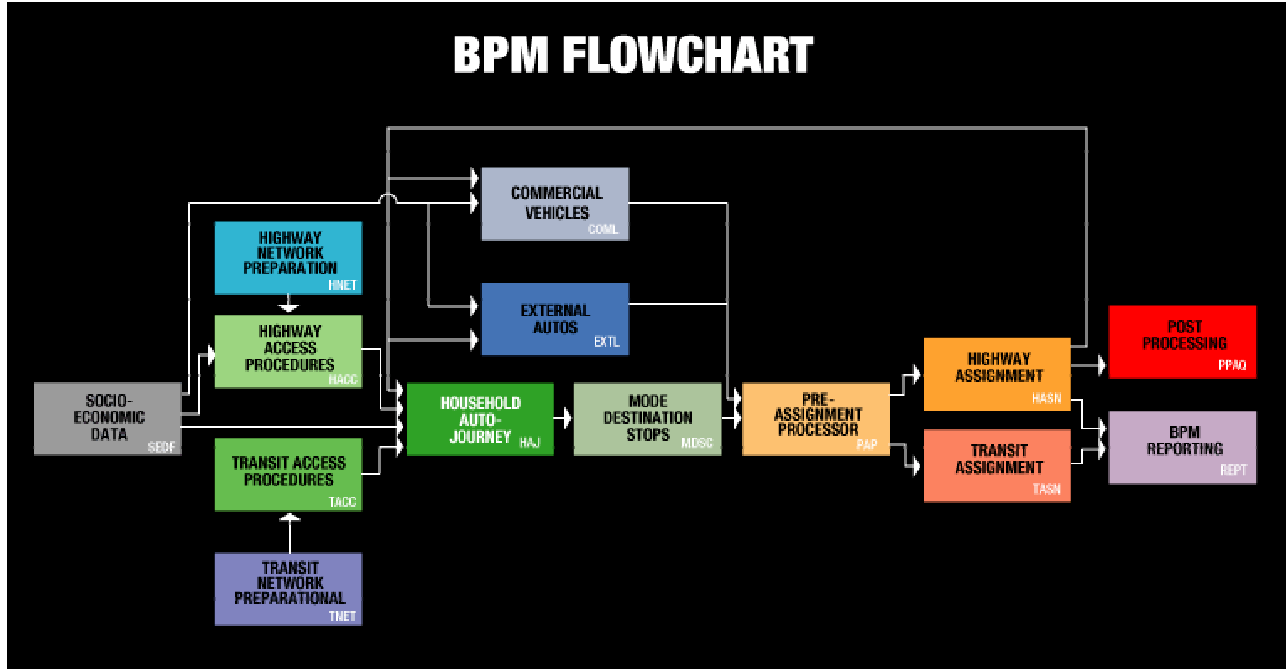 BPM FLOWCHART
COMMERCIAL
VEHICLES
COML
HIGHWAY
NETWORK
PREPARATION
HNET
EXTERNAL
AUTOS
EXTL
HIGHWAY
ACCESS
PROCEDURES
HACC
SOCIO-
ECONOMIC
DATA
SEDF
HOUSEHOLD
AUTO-
JOURNEY
HAJ
MODE
DESTINATION
STOPS
MDSC
PRE-
ASSIGNMENT
PROCESSOR
PAP
HIGHWAY
ASSIGNMENT
HASN
POST
PROCESSING
PPAQ
TRANSIT ACCESS
PROCEDURES
TACC
TRANSIT
ASSIGNMENT
TASN
BPM
REPORTING
REPT
TRANSIT
NETWORK
PREPARATIONAL
TNET